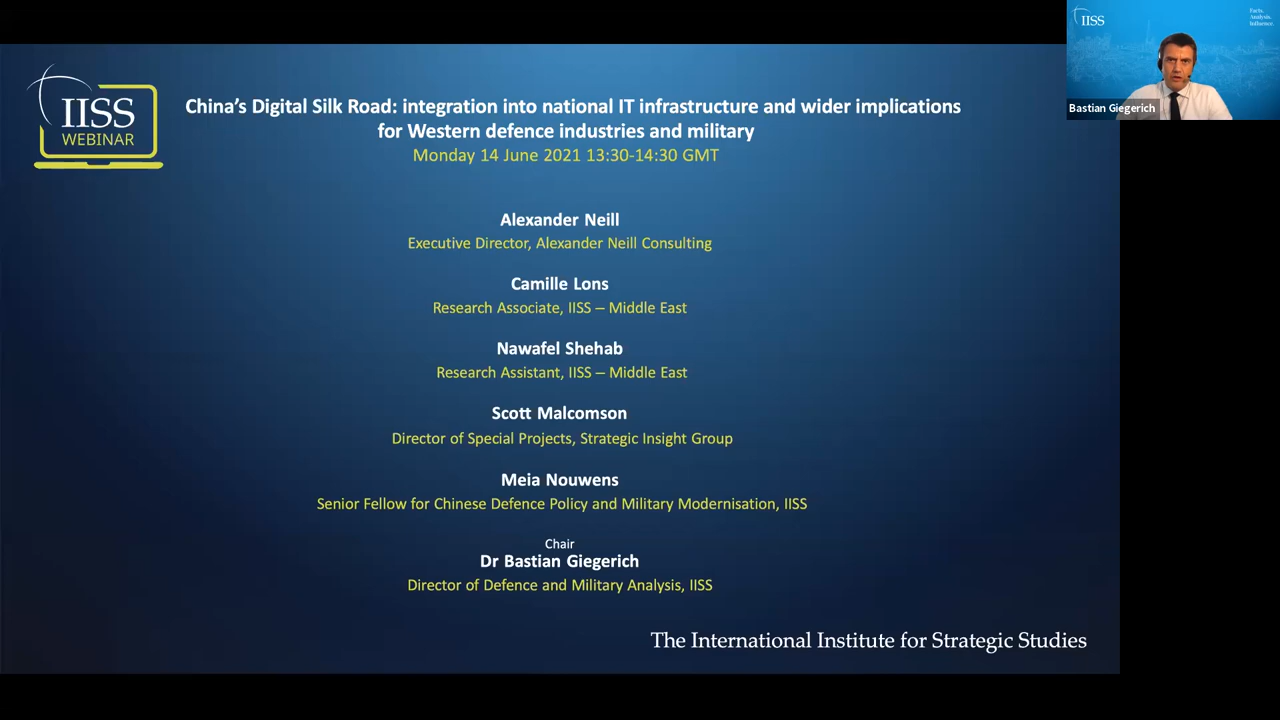 IISS
WEBINAR
China's Digital Silk Road: integration into national IT infrastructure and wider implications
for Western defence industries and military
Monday 14 June 2021 13:30-14:30 GMT
Alexander Neill
Executive Director, Alexander Neill Consulting
Camille Lons
Research Associate, IISS – Middle East
Nawafel Shehab
Research Assistant, IISS – Middle East
Scott Malcomson
Director of Special Projects, Strategic Insight Group
Meia Nouwens
Senior Fellow for Chinese Defence Policy and Military Modernisation, IISS
Chair
Dr Bastian Giegerich
Director of Defence and Military Analysis, IISS
The International Institute for Strategic Studies
IISS
Facts.
Analysis.
Influence.
Bastian Giegerich